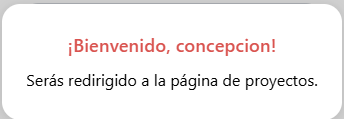 ¡Bienvenido, concepcion!
Serás redirigido a la página de proyectos.